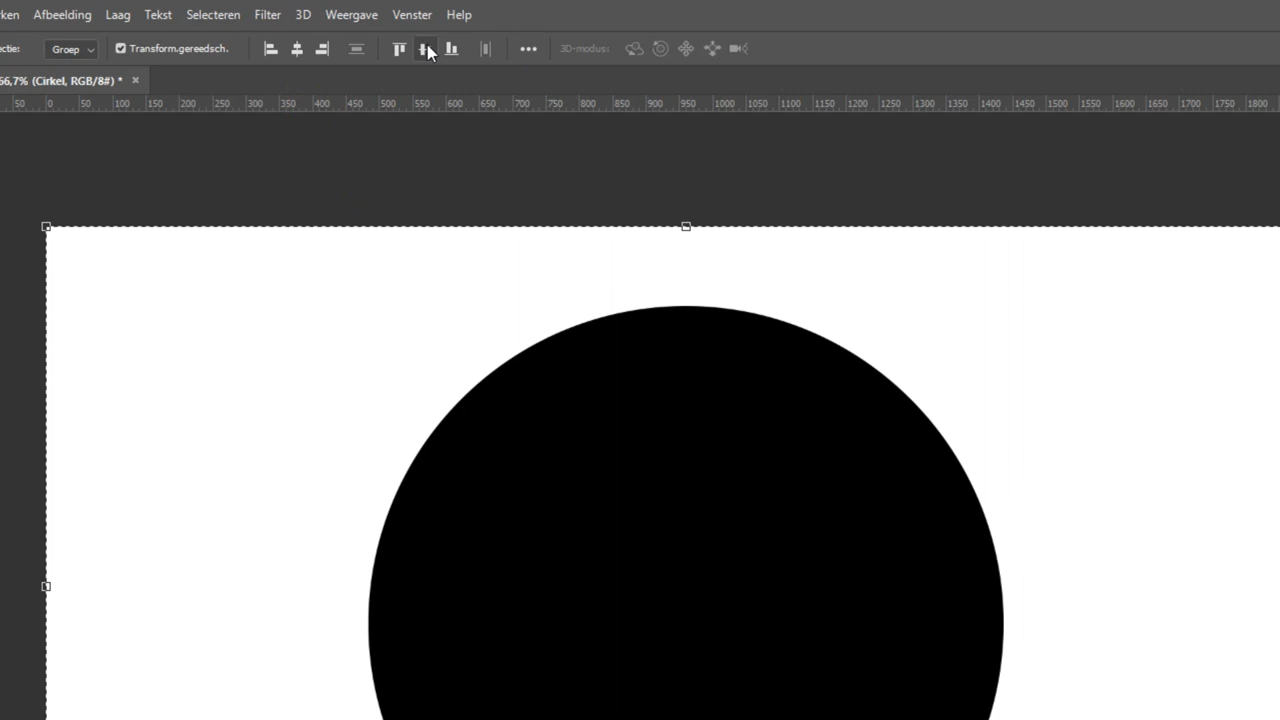 rken Afbeelding Laag Tekst Selecteren Filter 3D Weergave Venster Help
ectie: Groep Transform.gereedsch. 3D-modus:
66,7% (Cirkel, RGB/8#) * ×
50 0 50 100 150 200 250 300 350 400 450 500 550 600 650 700 750 800 850 900 950 1000 1050 1100 1150 1200 1250 1300 1350 1400 1450 1500 1550 1600 1650 1700 1750 1800